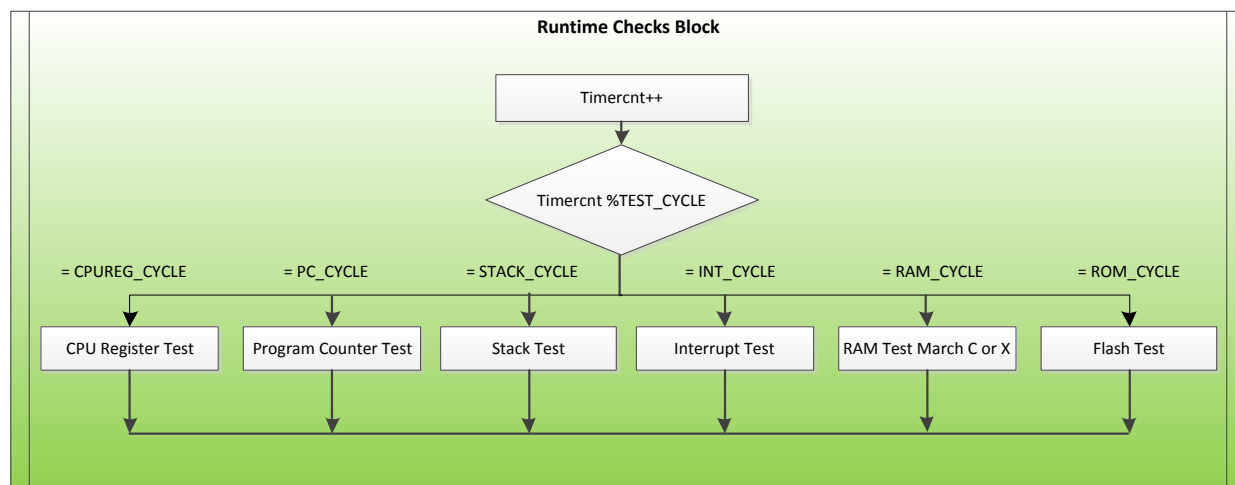 Runtime Checks Block
Timercnt++
Timercnt %TEST_CYCLE
= CPUREG_CYCLE
= PC_CYCLE
= STACK_CYCLE
= INT_CYCLE
= RAM_CYCLE
= ROM_CYCLE
CPU Register Test
Program Counter Test
Stack Test
Interrupt Test
RAM Test March C or X
Flash Test